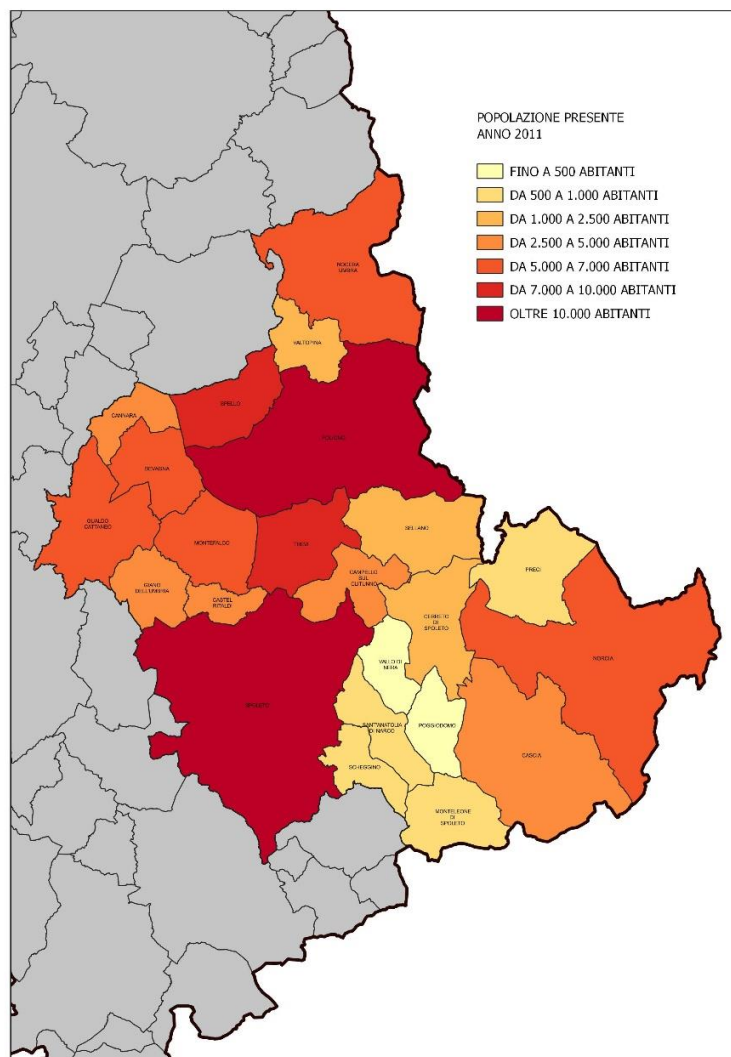 POPOLAZIONE PRESENTE
ANNO 2011
FINO A 500 ABITANTI
DA 500 A 1.000 ABITANTI
DA 1.000 A 2.500 ABITANTI
DA 2.500 A 5.000 ABITANTI
DA 5.000 A 7.000 ABITANTI
DA 7.000 A 10.000 ABITANTI
OLTRE 10.000 ABITANTI
NOCERA
UMBRA
VALTOPINA
SPELLO
CANNARA
FOLIGNO
BEVAGNA
GUALDO
CATTANEO
MONTEFALCO
TREVI
SELLANO
PRECI
CAMPELLO
SUL
CLITUNNO
GIANO
DELL'UMBRIA
CASTEL
RITALDI
CERRETO
DI
SPOLETO
NORCIA
VALLO DI
NERA
SPOLETO
SANT'ANATOLIA
DI NARCO
POGGIODOMO
CASCIA
SCHEGGINO
MONTELEONE
DI
SPOLETO